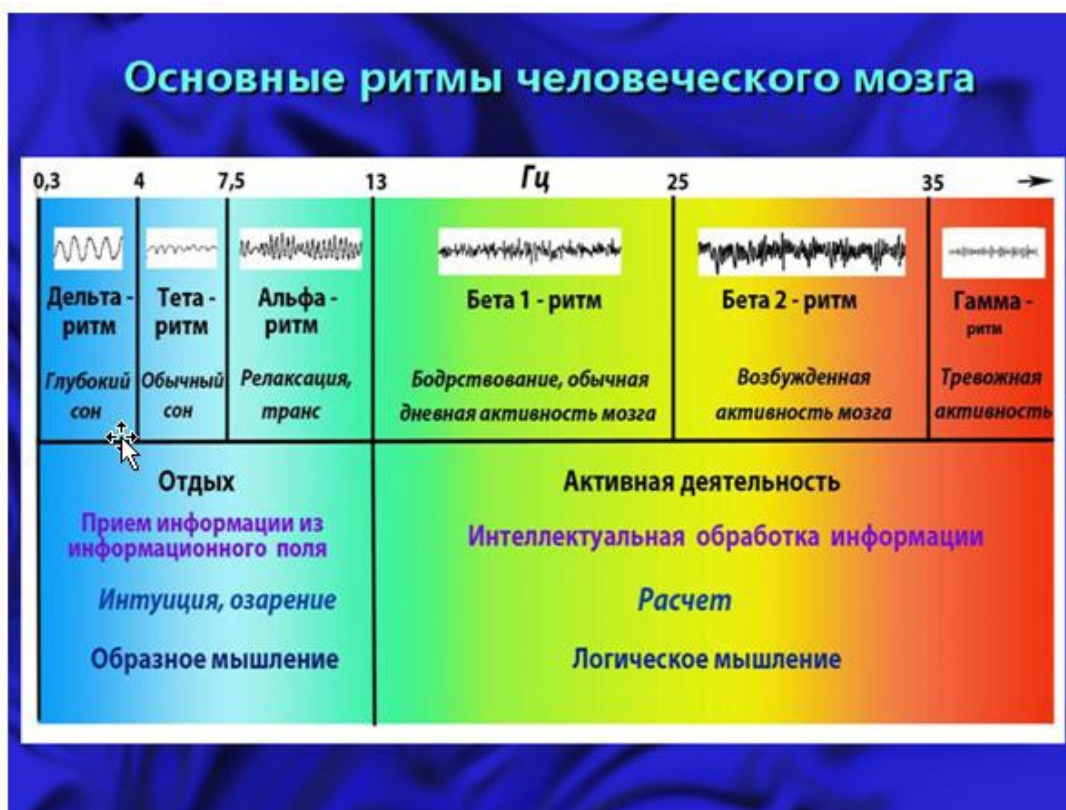 Основные ритмы человеческого мозга
0,3 4 7,5 13 Гц 25 35
Дельта -
ритм
Тета -
ритм
Альфа -
ритм
Бета 1 - ритм
Бета 2 - ритм
Гамма -
ритм
Глубокий
сон
Обычный
сон
Релаксация,
транс
Бодрствование, обычная
дневная активность мозга
Возбужденная
активность мозга
Тревожная
активность
Отдых
Прием информации из
информационного поля
Интуиция, озарение
Образное мышление
Активная деятельность
Интеллектуальная обработка информации
Расчет
Логическое мышление